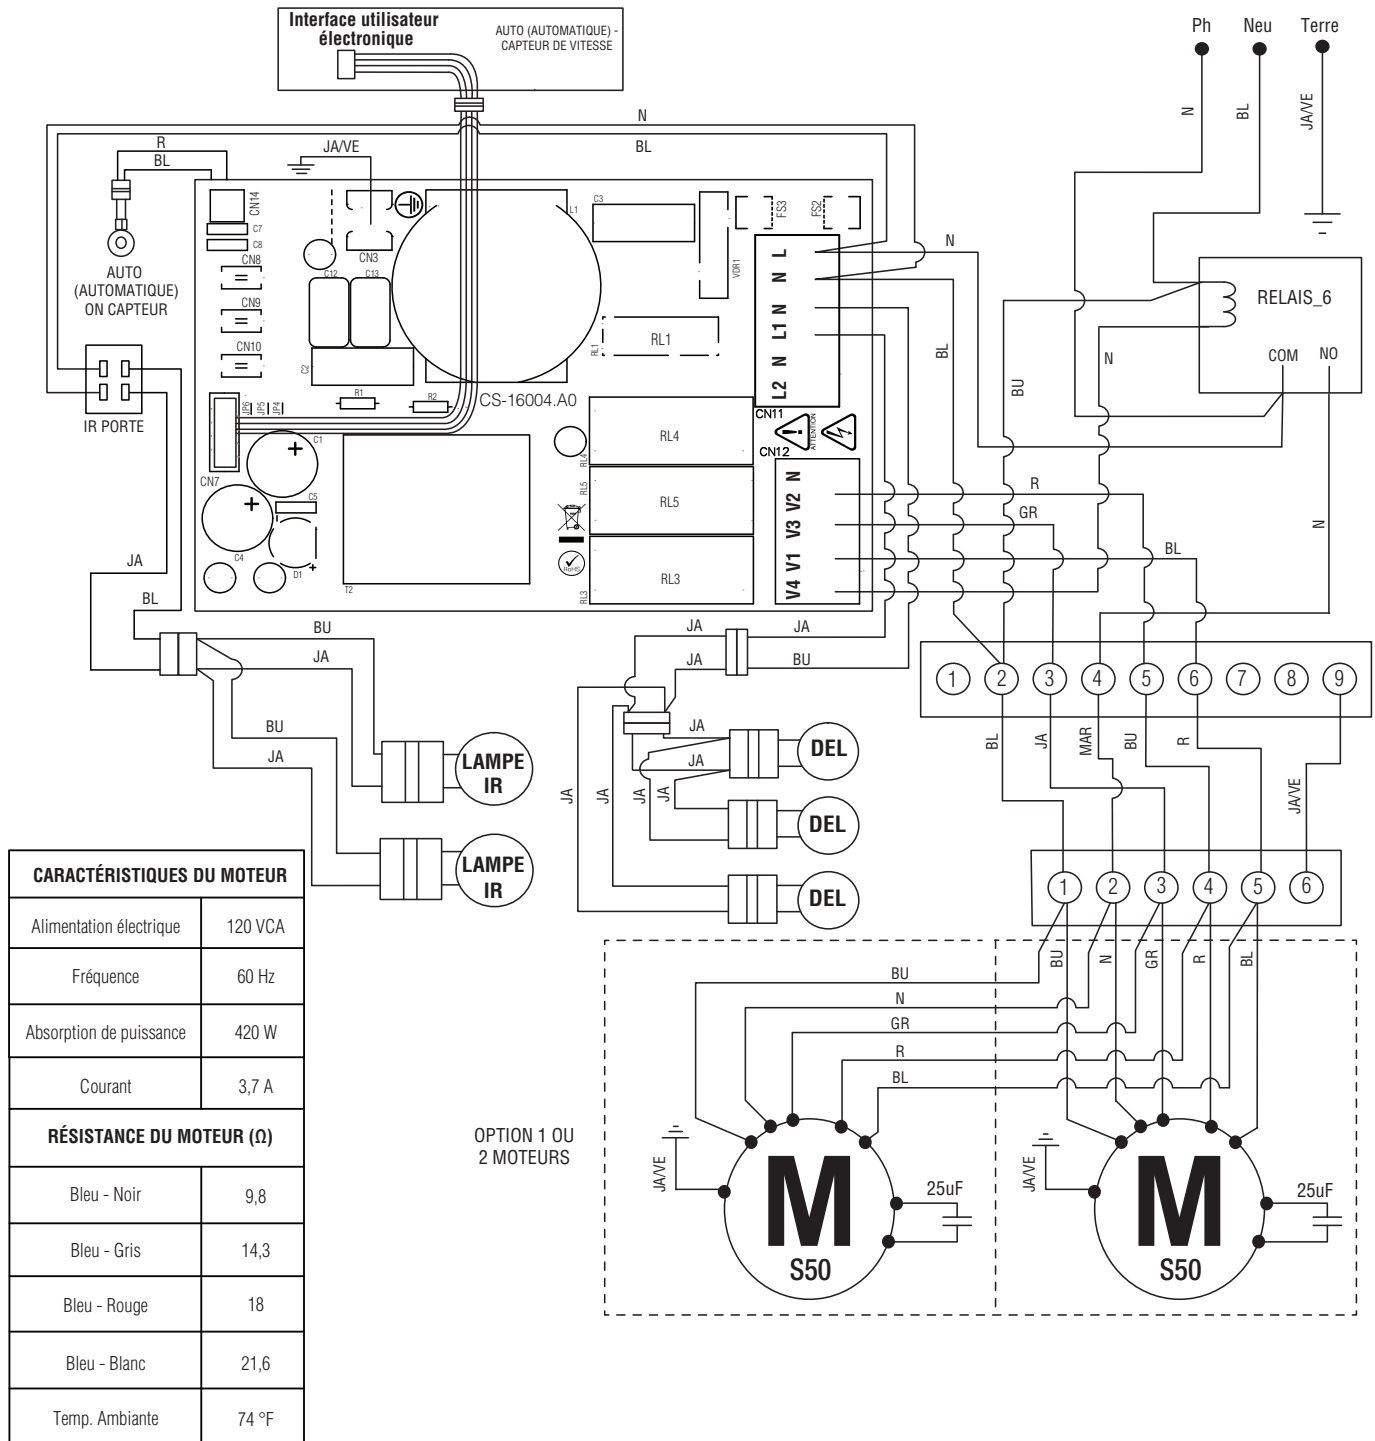 Interface utilisateur
électronique
AUTO (AUTOMATIQUE) -
CAPTEUR DE VITESSE
Ph
Neu
Terre
N
BL
JA/VE
N
BL
R
BL
JA/VE
CN14
C7
C8
CN3
L1
C3
VDR1
FS3
FS2
AUTO
(AUTOMATIQUE)
ON CAPTEUR
CN8
CN9
CN10
C12
C13
C2
RL1
RL1
L
N
L1 N
L2 N
N
RELAIS_6
COM
NO
BL
BU
N
N
IR PORTE
JP6
JP5
JP4
R1
R2
CS-16004.A0
CN11
ATTENTION
CN12
RL4
RL4
RL5
RL5
RL3
RL3
RoHS
V4 V1 V3 V2 N
R
GR
BL
CN7
C1
C5
C4
D1
T2
JA
BL
BU
JA
BU
JA
LAMPE
IR
LAMPE
IR
JA
JA
JA
BU
JA
JA
JA
JA
JA
JA
DEL
DEL
DEL
1 2 3 4 5 6 7 8 9
BL
JA
MAR
BU
R
JA/VE
1 2 3 4 5 6
BU
N
GR
R
BL
BU
N
GR
R
BL
OPTION 1 OU
2 MOTEURS
JA/VE
M
S50
25uF
JA/VE
M
S50
25uF
CARACTÉRISTIQUES DU MOTEUR
Alimentation électrique 120 VCA
Fréquence 60 Hz
Absorption de puissance 420 W
Courant 3,7 A
RÉSISTANCE DU MOTEUR (Ω)
Bleu - Noir 9,8
Bleu - Gris 14,3
Bleu - Rouge 18
Bleu - Blanc 21,6
Temp. Ambiante 74 °F